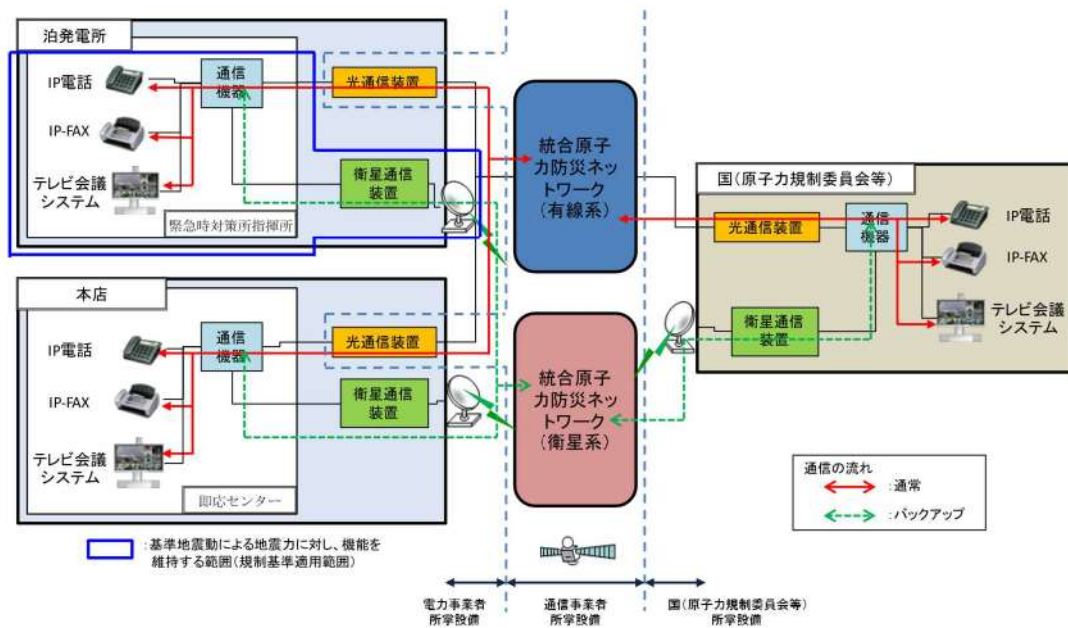 泊発電所
IP電話
IP-FAX
テレビ会議
システム
通信
機器
光通信装置
衛星通信
装置
緊急時対策所指揮所
本店
IP電話
IP-FAX
テレビ会議
システム
通信
機器
光通信装置
衛星通信
装置
即応センター
統合原子
力防災ネッ
トワーク
(有線系)
統合原子
力防災ネッ
トワーク
(衛星系)
国(原子力規制委員会等)
光通信装置
通信
機器
衛星通信
装置
IP電話
IP-FAX
テレビ会議
システム
通信の流れ
:通常
:バックアップ
:基準地震動による地震力に対し、機能を
維持する範囲(規制基準適用範囲)
電力事業者
所掌設備
通信事業者
所掌設備
国(原子力規制委員会等)
所掌設備